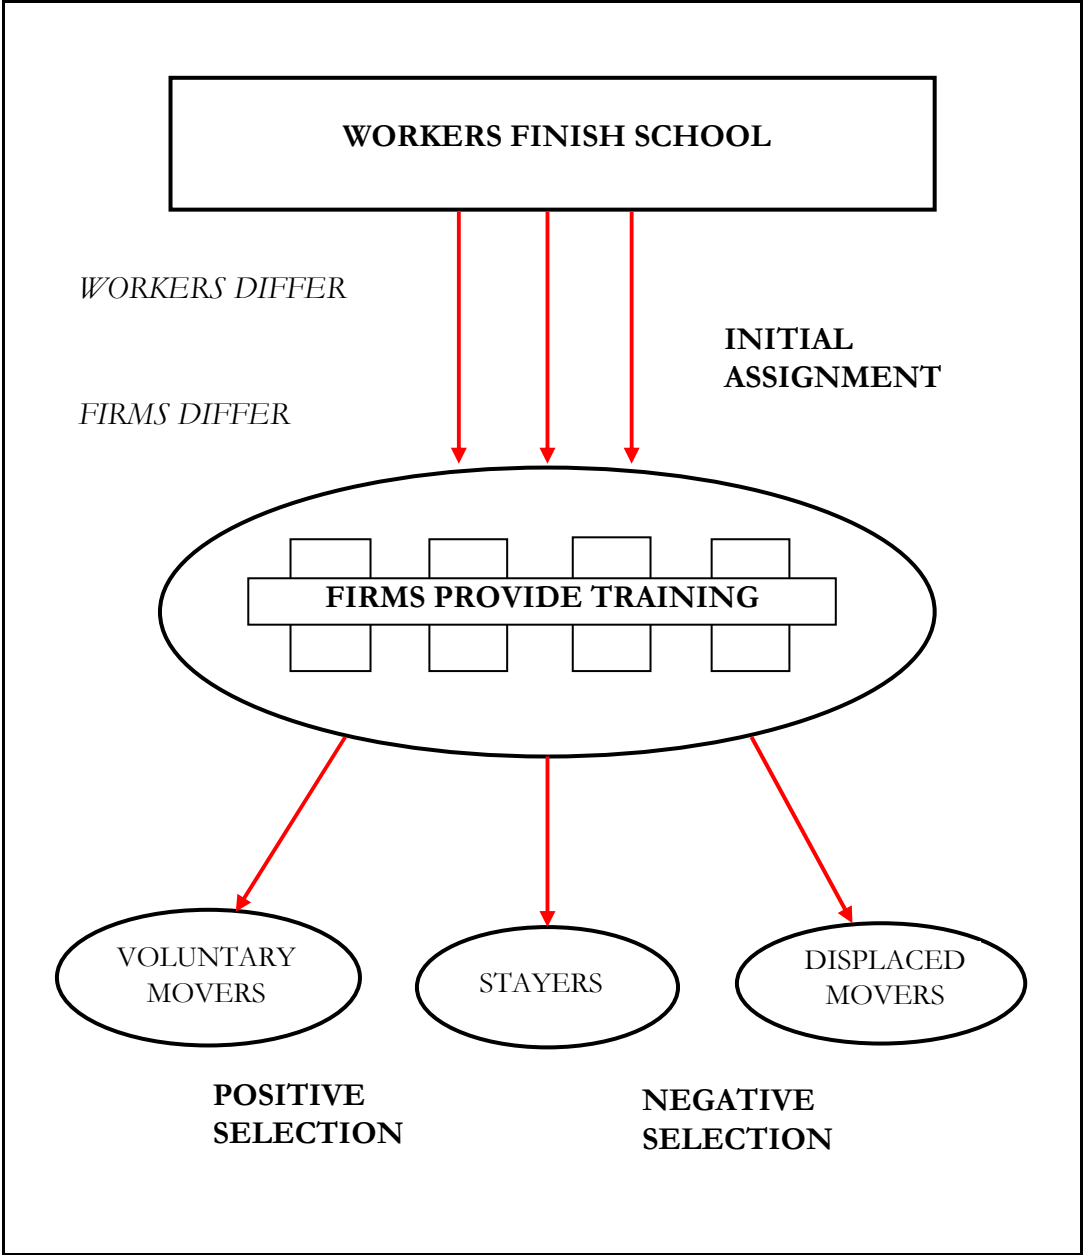 WORKERS FINISH SCHOOL
WORKERS DIFFER
INITIAL
ASSIGNMENT
FIRMS DIFFER
FIRMS PROVIDE TRAINING
VOLUNTARY
MOVERS
STAYERS
DISPLACED
MOVERS
POSITIVE
SELECTION
NEGATIVE
SELECTION